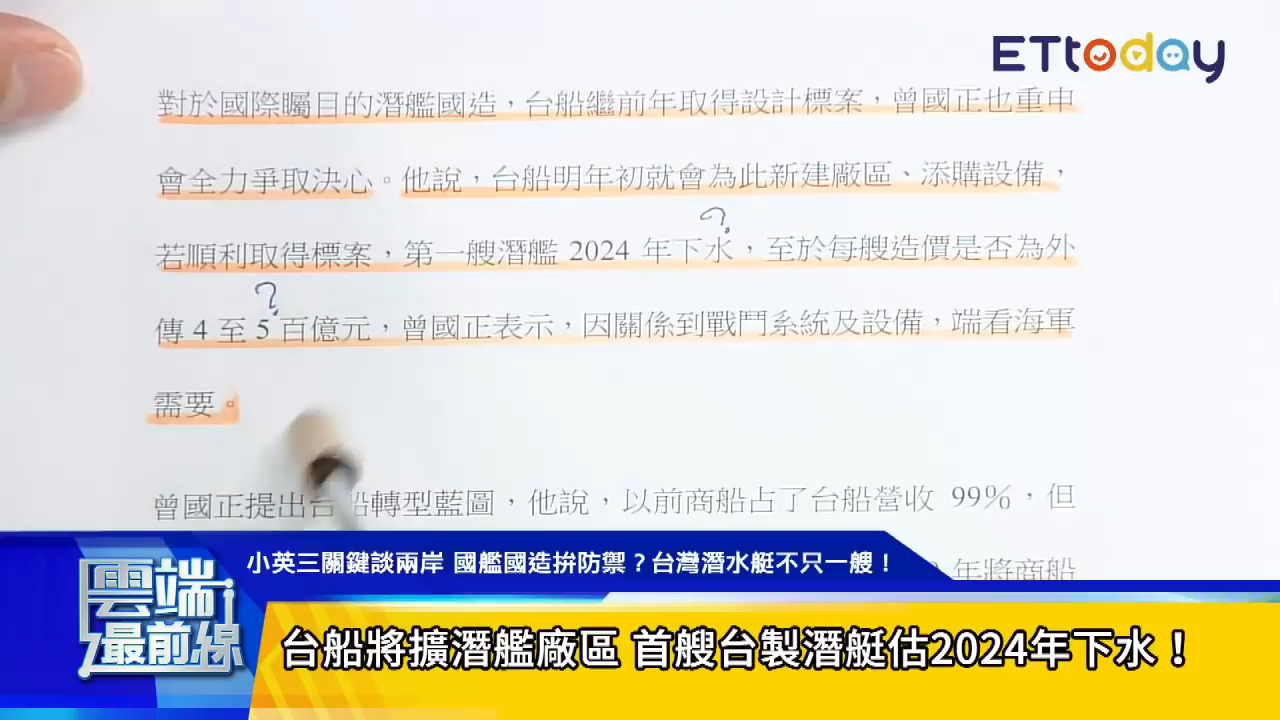 ETtoday
對於國際矚目的潛艦國造，台船繼前年取得設計標案，曾國正也重申
會全力爭取決心。他說，台船明年初就會為此新建廠區、添購設備，
?
若順利取得標案，第一艘潛艦 2024 年下水，至於每艘造價是否為外
?
傳 4 至 5 百億元，曾國正表示，因關係到戰鬥系統及設備，端看海軍
需要。
曾國正提出台船轉型藍圖，他說，以前商船占了台船營收 99%，但
年將商船
小英三關鍵談兩岸 國艦國造拚防禦？台灣潛水艇不只一艘！
雲端最前線
台船將擴潛艦廠區 首艘台製潛艇估2024年下水！